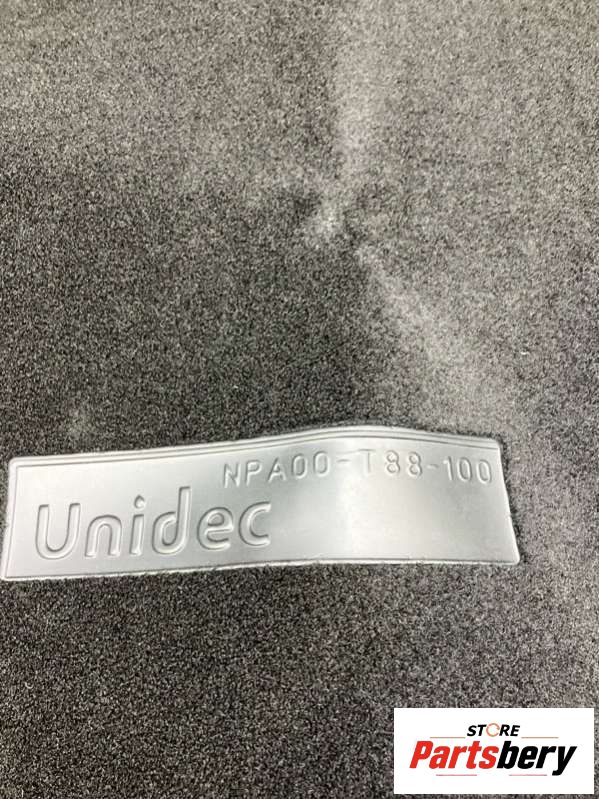 NPA00-T88-100
Unidec
STORE
Partsbery